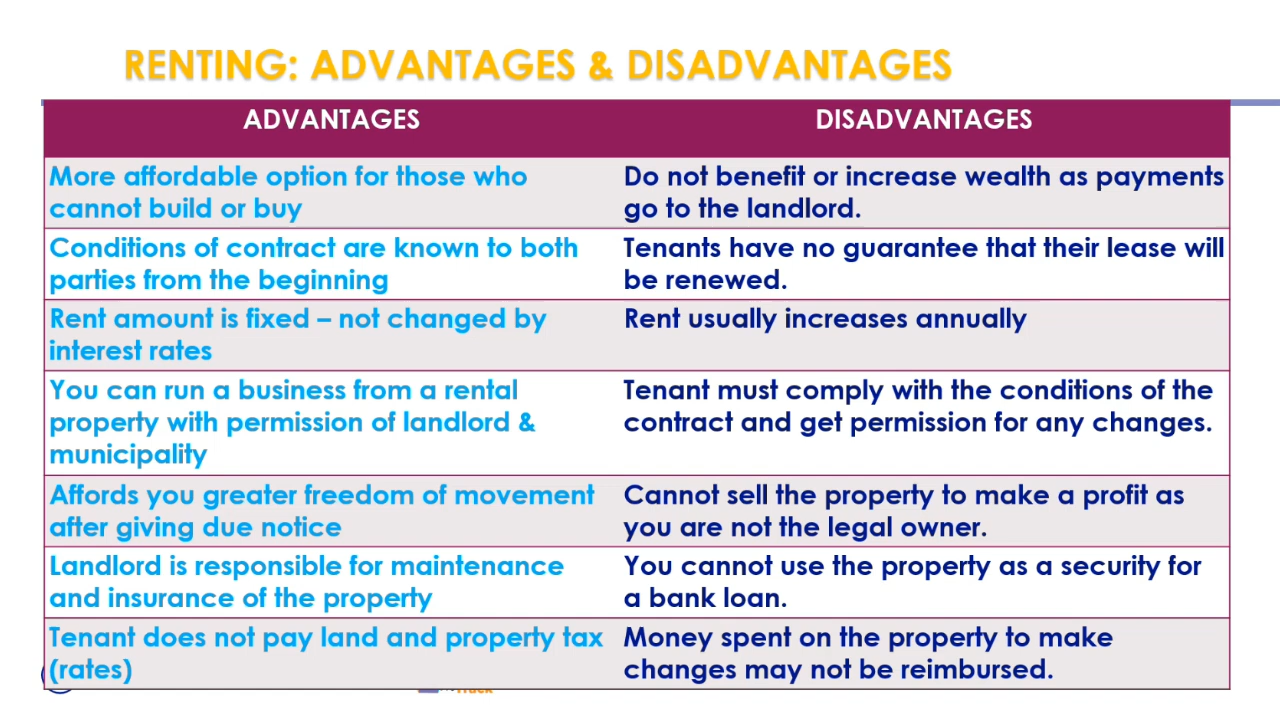 RENTING: ADVANTAGES & DISADVANTAGES
ADVANTAGES
DISADVANTAGES
More affordable option for those who
cannot build or buy
Do not benefit or increase wealth as payments
go to the landlord.
Conditions of contract are known to both
parties from the beginning
Tenants have no guarantee that their lease will
be renewed.
Rent amount is fixed – not changed by
interest rates
Rent usually increases annually
You can run a business from a rental
property with permission of landlord &
municipality
Tenant must comply with the conditions of the
contract and get permission for any changes.
Affords you greater freedom of movement
after giving due notice
Cannot sell the property to make a profit as
you are not the legal owner.
Landlord is responsible for maintenance
and insurance of the property
You cannot use the property as a security for
a bank loan.
Tenant does not pay land and property tax
(rates)
Money spent on the property to make
changes may not be reimbursed.